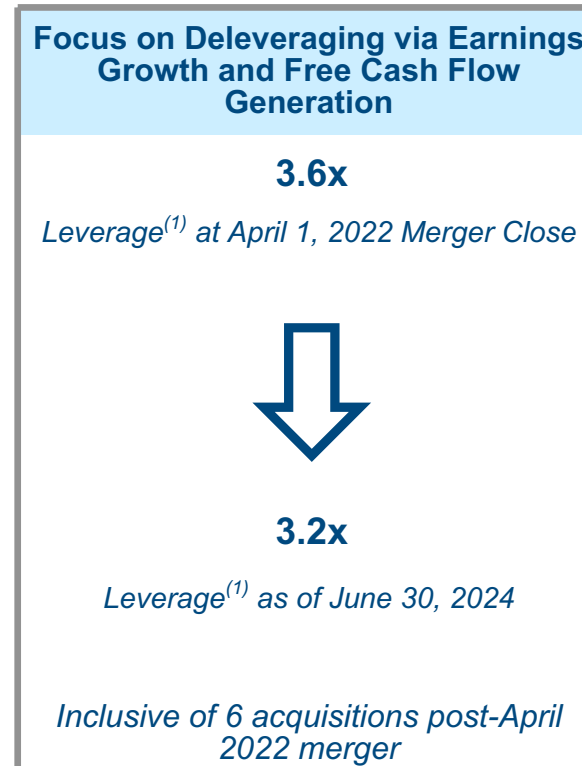 Focus on Deleveraging via Earnings
Growth and Free Cash Flow
Generation
3.6x
Leverage(1) at April 1, 2022 Merger Close
3.2x
Leverage(1) as of June 30, 2024
Inclusive of 6 acquisitions post-April
2022 merger